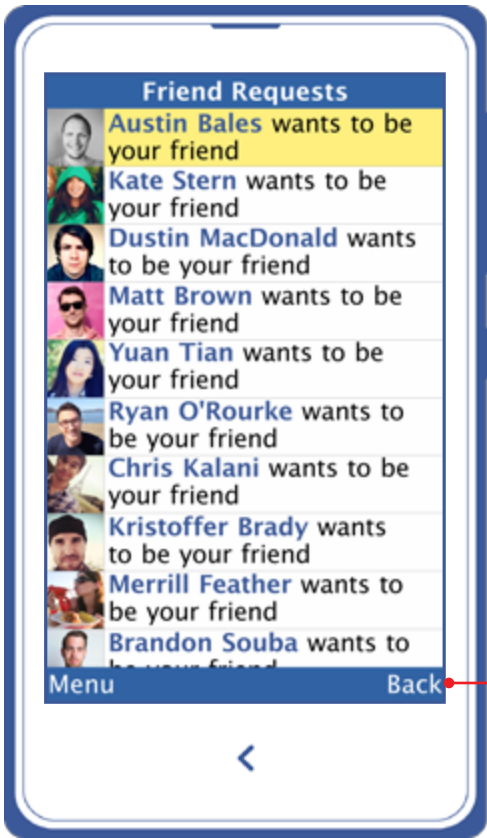 Friend Requests
Austin Bales wants to be
your friend
Kate Stern wants to be
your friend
Dustin MacDonald wants
to be your friend
Matt Brown wants to be
your friend
Yuan Tian wants to be
your friend
Ryan O'Rourke wants to
be your friend
Chris Kalani wants to be
your friend
Kristoffer Brady wants
to be your friend
Merrill Feather wants to
be your friend
Brandon Souba wants to
be your friend
Menu
Back